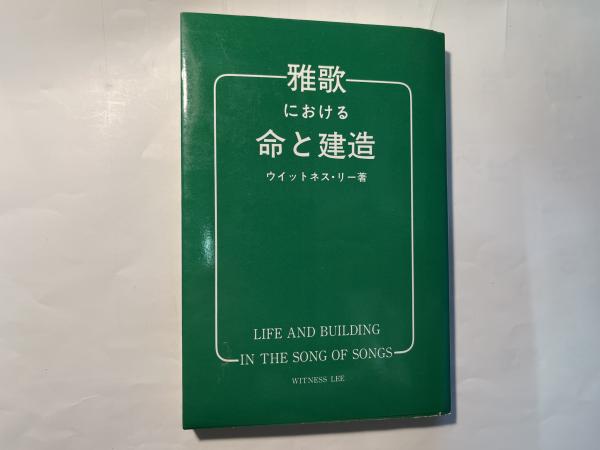 雅歌
における
命と建造
ウイットネス・リー著
LIFE AND BUILDING
IN THE SONG OF SONGS
WITNESS LEE